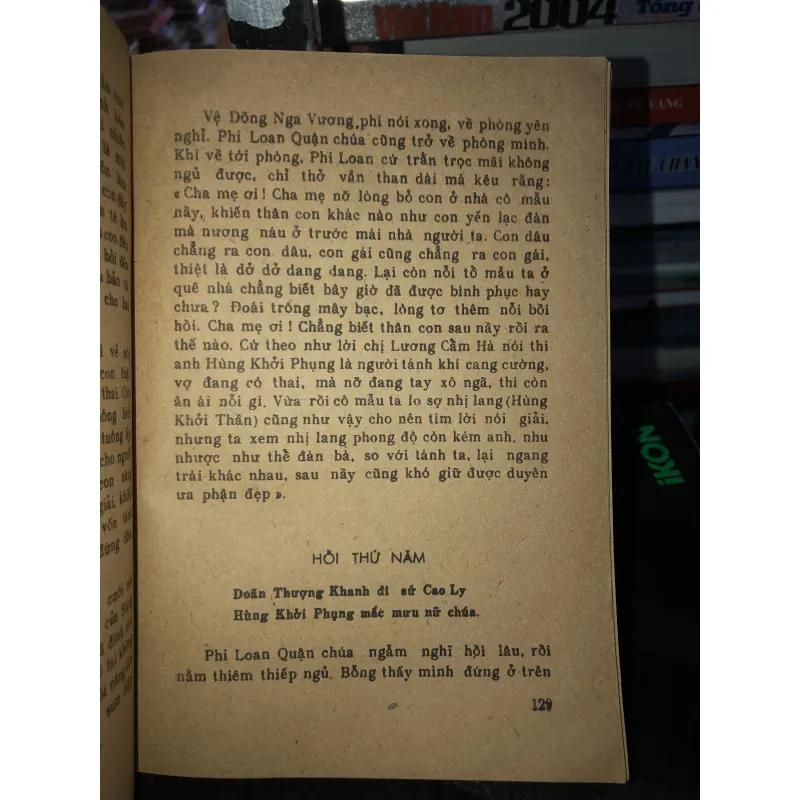 Vệ Dõng Nga Vương phi nói xong, về phòng yên
nghỉ. Phi Loan Quận chúa cũng trở về phòng mình.
Khi về tới phòng, Phi Loan cứ trằn trọc mãi không
ngủ được, chỉ thở vắn than dài mà kêu rằng:
« Cha mẹ ơi ! Cha mẹ nỡ lòng bỏ con ở nhà cô mẫu
nầy, khiến thân con khác nào như con yến lạc đàn
mà nương náu ở trước mái nhà người ta. Con dâu
chẳng ra con dâu, con gái cũng chẳng ra con gái,
thiệt là dở dở dang dang. Lại còn nỗi tổ mẫu ta ở
quê nhà chẳng biết bây giờ đã được bình phục hay
chưa ? Đoái trông mây bạc, lòng tơ thêm nỗi bồi
hồi. Cha mẹ ơi ! Chẳng biết thân con sau nầy rồi ra
thế nào. Cứ theo như lời chị Lương Cẩm Hà nói thì
anh Hùng Khởi Phụng là người tánh khí cang cường,
vợ đang có thai, mà nỡ đang tay xô ngã, thì còn
ân ái nỗi gì. Vừa rồi cô mẫu ta lo sợ nhị lang (Hùng
Khởi Thân) cũng như vậy cho nên tìm lời nói giải,
nhưng ta xem nhị lang phong độ còn kém anh, nhu
nhược như thể đàn bà, so với tánh ta, lại ngang
trái khác nhau, sau nầy cũng khó giữ được duyên
ưa phận đẹp ».
HỒI THỨ NĂM
Doãn Thượng Khanh đi sứ Cao Ly
Hùng Khởi Phụng mắc mưu nữ chúa.
Phi Loan Quận chúa ngẫm nghĩ hồi lâu, rồi
nằm thiêm thiếp ngủ. Bỗng thấy mình đứng ở trên
129
Việt Nam 2004
Tổng
VANG
iKON